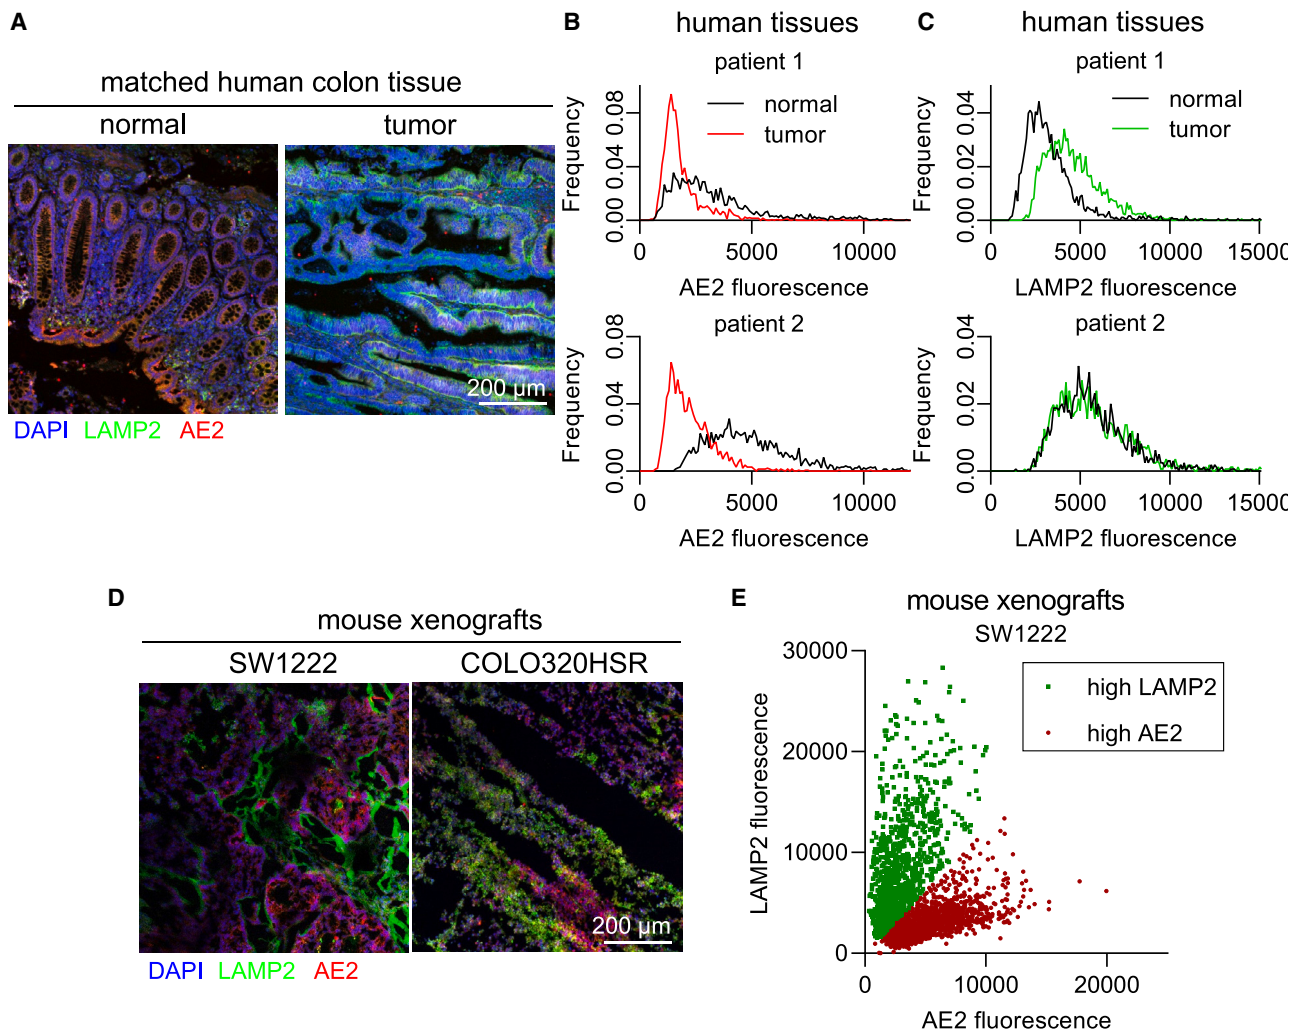 A
matched human colon tissue
normal tumor
200 µm
DAPI LAMP2 AE2
B
human tissues
patient 1
normal
tumor
Frequency
0.00 0.04 0.08
0 5000 10000
AE2 fluorescence
patient 2
Frequency
0.00 0.04 0.08
0 5000 10000
AE2 fluorescence
C
human tissues
patient 1
normal
tumor
Frequency
0.00 0.02 0.04
0 5000 10000 15000
LAMP2 fluorescence
patient 2
Frequency
0.00 0.02 0.04
0 5000 10000 15000
LAMP2 fluorescence
D
mouse xenografts
SW1222 COLO320HSR
200 µm
DAPI LAMP2 AE2
E
mouse xenografts
SW1222
high LAMP2
high AE2
LAMP2 fluorescence
30000
20000
10000
0
0 10000 20000
AE2 fluorescence